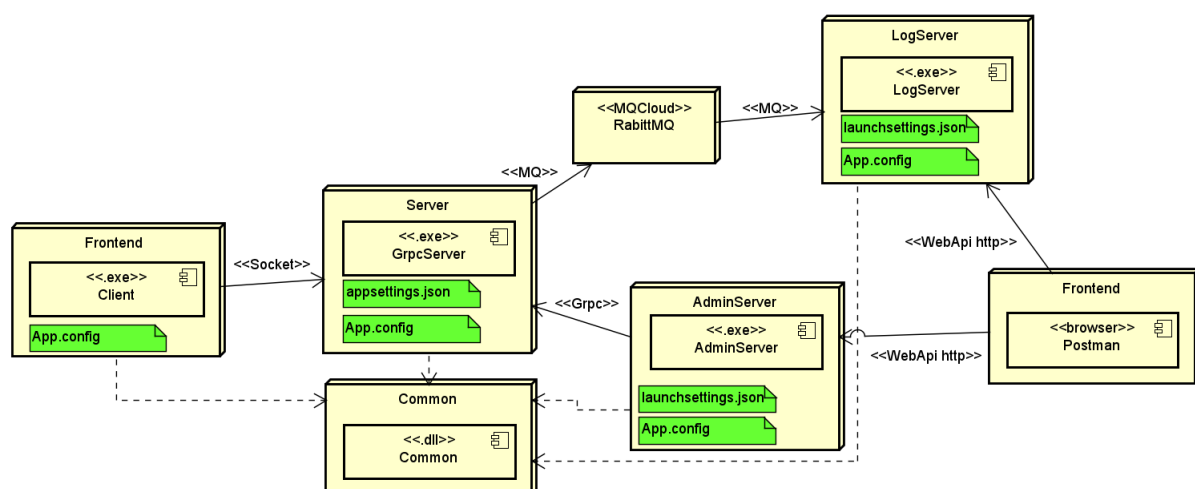 LogServer
<<.exe>>
LogServer
launchsettings.json
App.config
<<MQCloud>>
RabittMQ
<<MQ>>
<<MQ>>
Server
<<.exe>>
GrpcServer
appsettings.json
App.config
Frontend
<<.exe>>
Client
App.config
<<Socket>>
<<WebApi http>>
<<Grpc>>
AdminServer
<<.exe>>
AdminServer
launchsettings.json
App.config
Frontend
<<browser>>
Postman
<<WebApi http>>
Common
<<.dll>>
Common